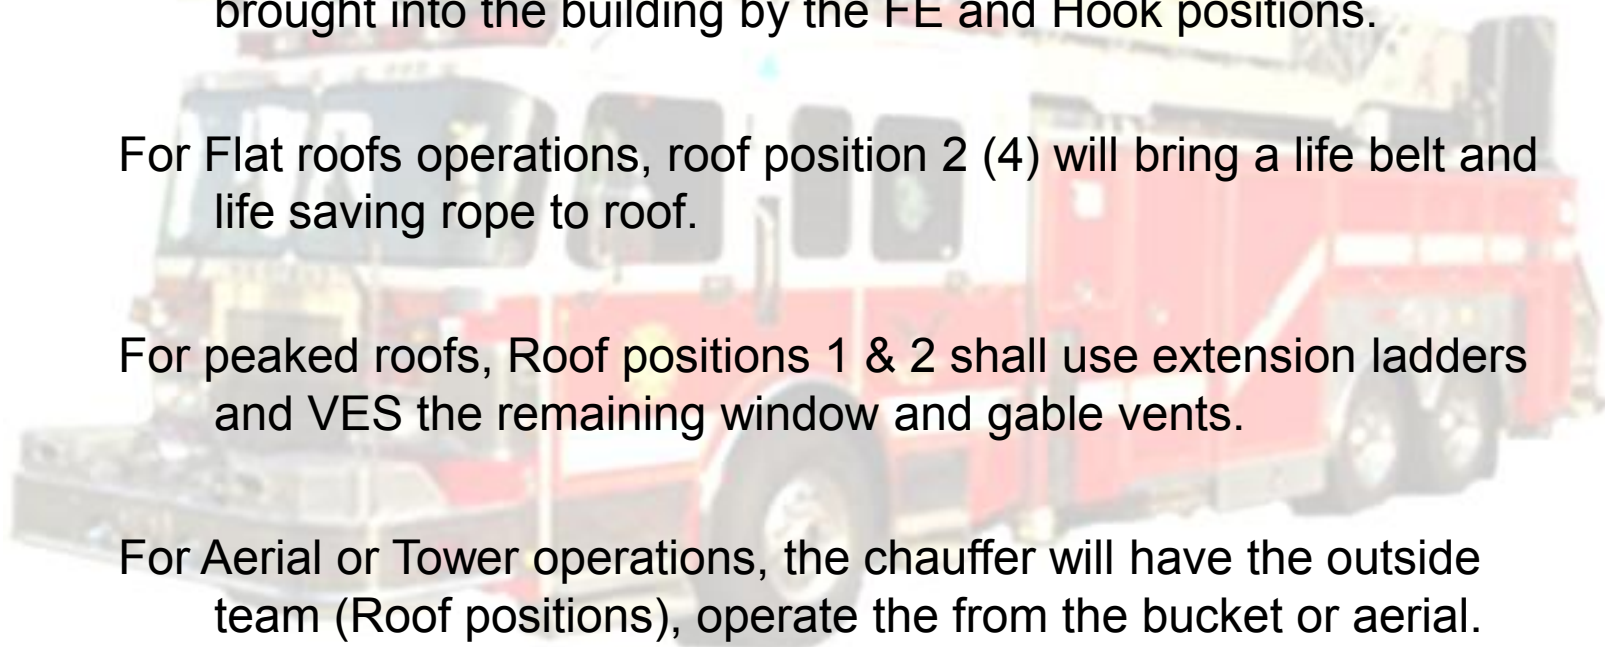 brought into the building by the FE and Hook positions.
For Flat roofs operations, roof position 2 (4) will bring a life belt and
life saving rope to roof.
For peaked roofs, Roof positions 1 & 2 shall use extension ladders
and VES the remaining window and gable vents.
For Aerial or Tower operations, the chauffer will have the outside
team (Roof positions), operate the from the bucket or aerial.